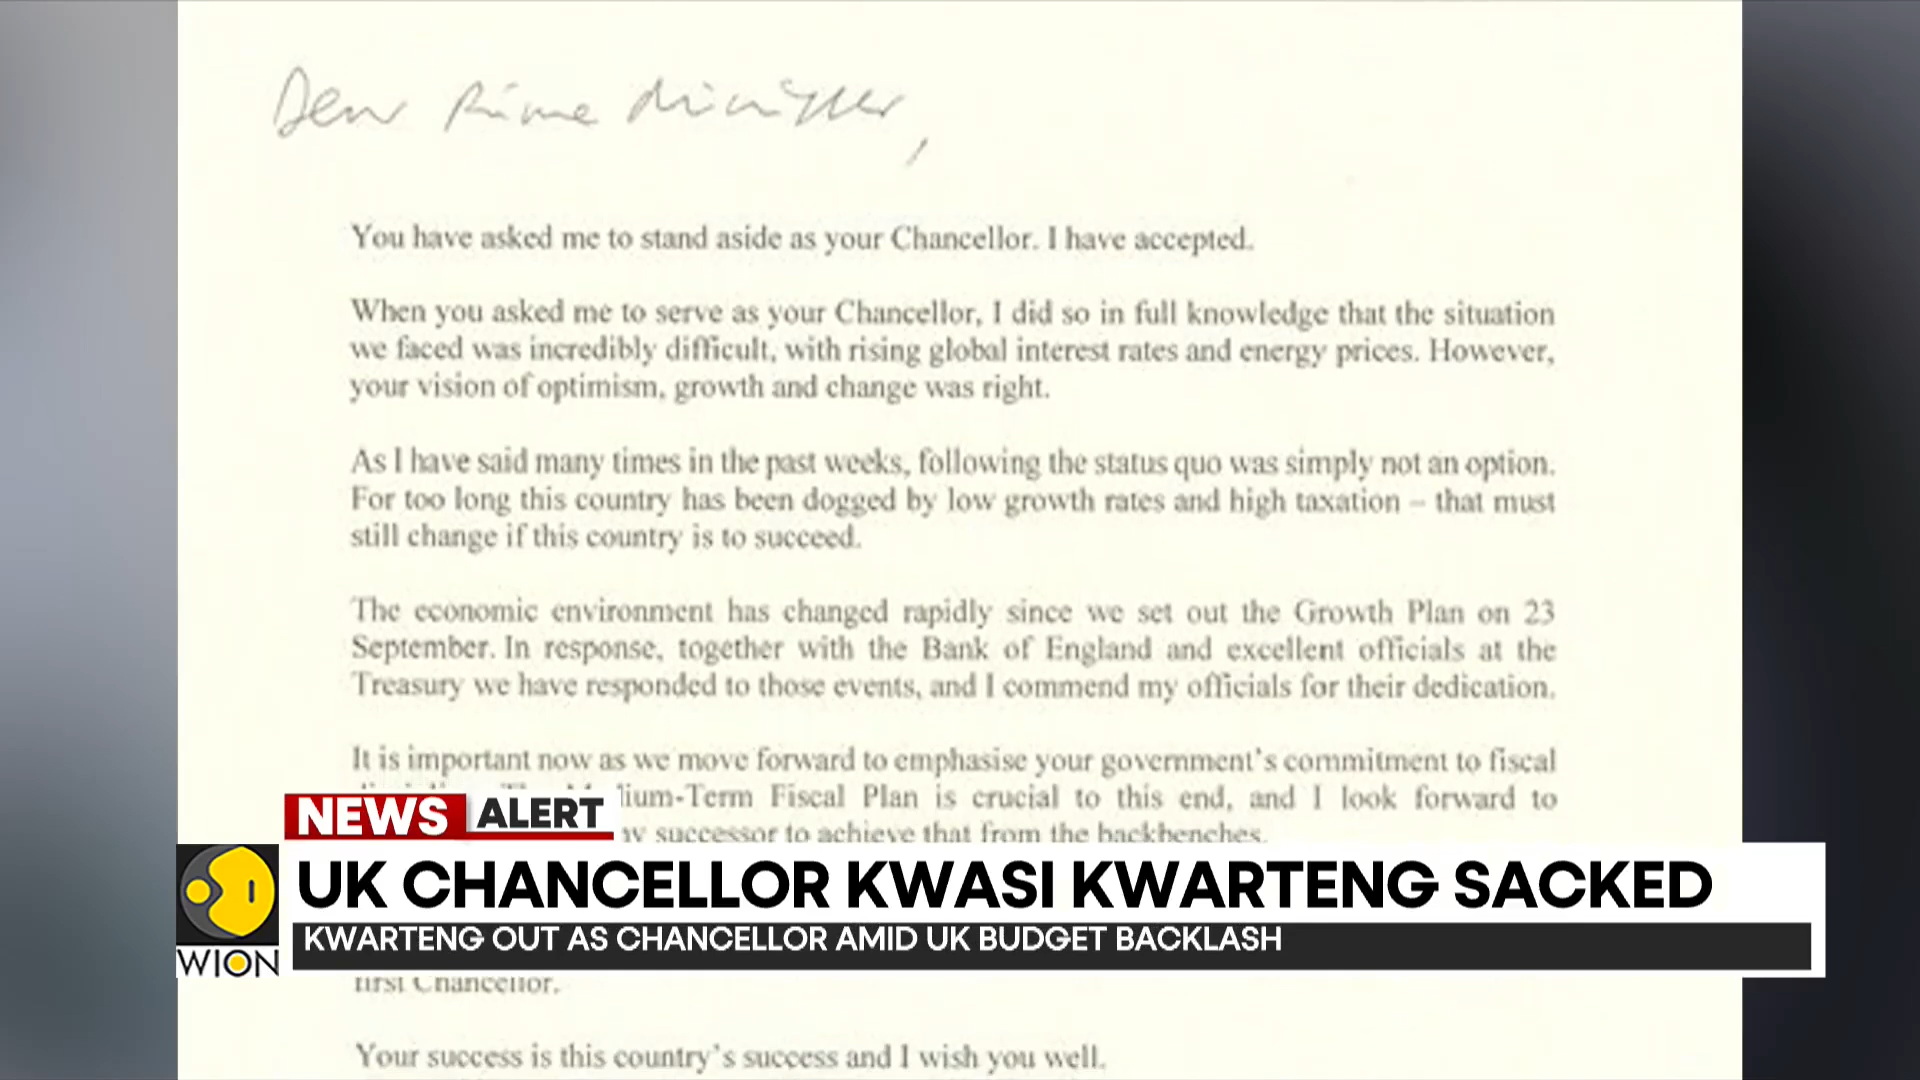 Dear Prime Minister,
You have asked me to stand aside as your Chancellor. I have accepted.
When you asked me to serve as your Chancellor, I did so in full knowledge that the situation
we faced was incredibly difficult, with rising global interest rates and energy prices. However,
your vision of optimism, growth and change was right.
As I have said many times in the past weeks, following the status quo was simply not an option.
For too long this country has been dogged by low growth rates and high taxation – that must
still change if this country is to succeed.
The economic environment has changed rapidly since we set out the Growth Plan on 23
September. In response, together with the Bank of England and excellent officials at the
Treasury we have responded to those events, and I commend my officials for their dedication.
It is important now as we move forward to emphasise your government's commitment to fiscal
Fiscal Plan is crucial to this end, and I look forward to
successor to achieve that from the backbenches.
NEWS ALERT
UK CHANCELLOR KWASI KWARTENG SACKED
KWARTENG OUT AS CHANCELLOR AMID UK BUDGET BACKLASH
WION
first Chancellor.
Your success is this country's success and I wish you well.